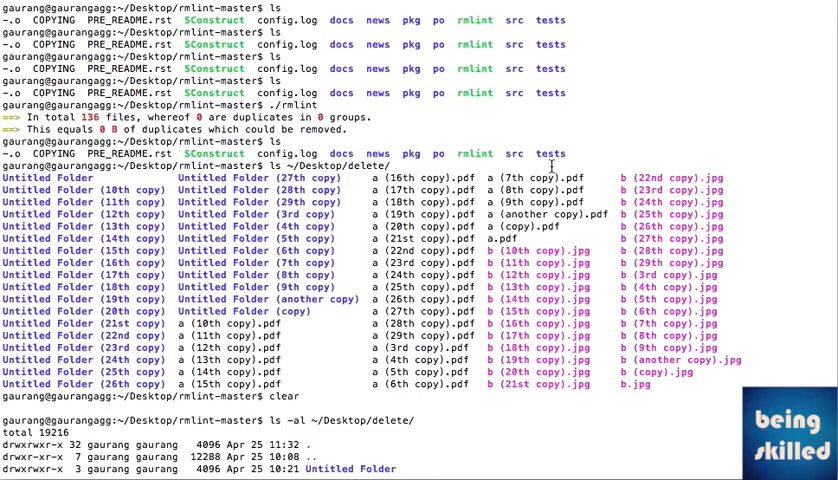 gaurang@gaurangagg:~/Desktop/rmlint-master$ ls
-.o  COPYING  PRE_README.rst  SConstruct  config.log  docs  news  pkg  po  rmlint  src  tests
gaurang@gaurangagg:~/Desktop/rmlint-master$ ls
-.o  COPYING  PRE_README.rst  SConstruct  config.log  docs  news  pkg  po  rmlint  src  tests
gaurang@gaurangagg:~/Desktop/rmlint-master$ ls
-.o  COPYING  PRE_README.rst  SConstruct  config.log  docs  news  pkg  po  rmlint  src  tests
gaurang@gaurangagg:~/Desktop/rmlint-master$ ls
-.o  COPYING  PRE_README.rst  SConstruct  config.log  docs  news  pkg  po  rmlint  src  tests
gaurang@gaurangagg:~/Desktop/rmlint-master$ ./rmlint
==> In total 136 files, whereof 0 are duplicates in 0 groups.
==> This equals 0 B of duplicates which could be removed.
gaurang@gaurangagg:~/Desktop/rmlint-master$ ls
-.o  COPYING  PRE_README.rst  SConstruct  config.log  docs  news  pkg  po  rmlint  src  tests
gaurang@gaurangagg:~/Desktop/rmlint-master$ ls ~/Desktop/delete/
Untitled Folder  Untitled Folder (27th copy)  a (16th copy).pdf  a (7th copy).pdf  b (22nd copy).jpg
Untitled Folder (10th copy)  Untitled Folder (28th copy)  a (17th copy).pdf  a (8th copy).pdf  b (23rd copy).jpg
Untitled Folder (11th copy)  Untitled Folder (29th copy)  a (18th copy).pdf  a (9th copy).pdf  b (24th copy).jpg
Untitled Folder (12th copy)  Untitled Folder (3rd copy)  a (19th copy).pdf  a (another copy).pdf  b (25th copy).jpg
Untitled Folder (13th copy)  Untitled Folder (4th copy)  a (20th copy).pdf  a (copy).pdf  b (26th copy).jpg
Untitled Folder (14th copy)  Untitled Folder (5th copy)  a (21st copy).pdf  a.pdf  b (27th copy).jpg
Untitled Folder (15th copy)  Untitled Folder (6th copy)  a (22nd copy).pdf  b (10th copy).jpg  b (28th copy).jpg
Untitled Folder (16th copy)  Untitled Folder (7th copy)  a (23rd copy).pdf  b (11th copy).jpg  b (29th copy).jpg
Untitled Folder (17th copy)  Untitled Folder (8th copy)  a (24th copy).pdf  b (12th copy).jpg  b (3rd copy).jpg
Untitled Folder (18th copy)  Untitled Folder (9th copy)  a (25th copy).pdf  b (13th copy).jpg  b (4th copy).jpg
Untitled Folder (19th copy)  Untitled Folder (another copy)  a (26th copy).pdf  b (14th copy).jpg  b (5th copy).jpg
Untitled Folder (20th copy)  Untitled Folder (copy)  a (27th copy).pdf  b (15th copy).jpg  b (6th copy).jpg
Untitled Folder (21st copy)  a (10th copy).pdf  a (28th copy).pdf  b (16th copy).jpg  b (7th copy).jpg
Untitled Folder (22nd copy)  a (11th copy).pdf  a (29th copy).pdf  b (17th copy).jpg  b (8th copy).jpg
Untitled Folder (23rd copy)  a (12th copy).pdf  a (3rd copy).pdf  b (18th copy).jpg  b (9th copy).jpg
Untitled Folder (24th copy)  a (13th copy).pdf  a (4th copy).pdf  b (19th copy).jpg  b (another copy).jpg
Untitled Folder (25th copy)  a (14th copy).pdf  a (5th copy).pdf  b (20th copy).jpg  b (copy).jpg
Untitled Folder (26th copy)  a (15th copy).pdf  a (6th copy).pdf  b (21st copy).jpg  b.jpg
gaurang@gaurangagg:~/Desktop/rmlint-master$ clear
gaurang@gaurangagg:~/Desktop/rmlint-master$ ls -al ~/Desktop/delete/
total 19216
drwxrwxr-x 32 gaurang gaurang  4096 Apr 25 11:32 .
drwxr-xr-x  7 gaurang gaurang  12288 Apr 25 10:08 ..
drwxrwxr-x  3 gaurang gaurang  4096 Apr 25 10:21 Untitled Folder
being
skilled